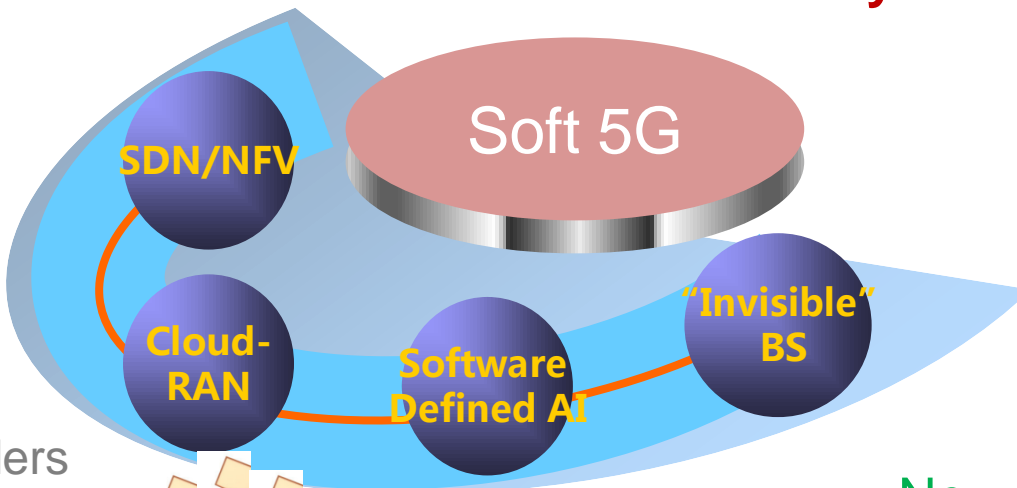 Soft 5G
SDN/NFV
"Invisible"
BS
Cloud-
RAN
Software
Defined AI
lers